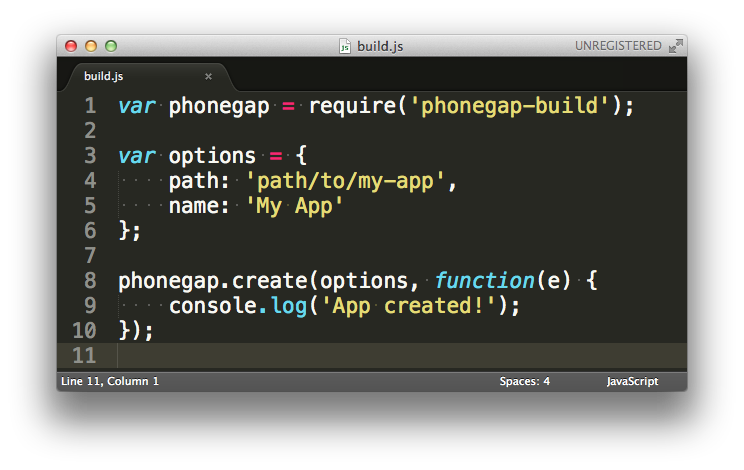 build.js
UNREGISTERED
build.js ×
1 var phonegap = require('phonegap-build');
2
3 var options = {
4     path: 'path/to/my-app',
5     name: 'My App'
6 };
7
8 phonegap.create(options, function(e) {
9     console.log('App created!');
10 });
11
Line 11, Column 1
Spaces: 4
JavaScript